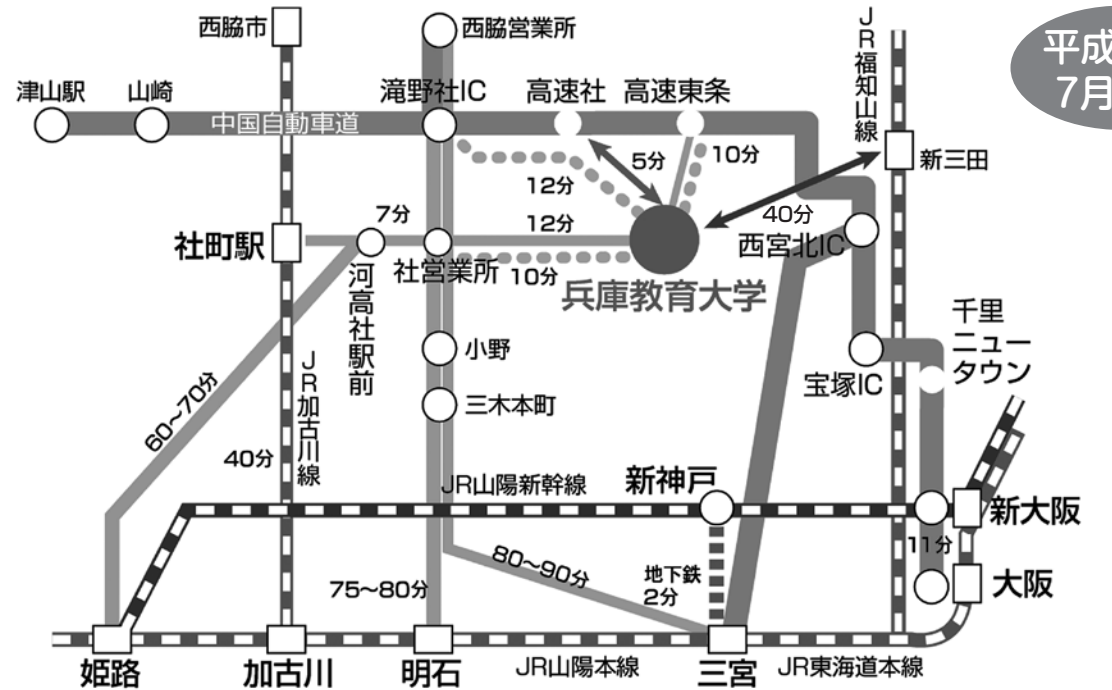 西脇市
西脇営業所
JR福知山線
平成
7月
津山駅
山崎
滝野社IC
高速社
高速東条
中国自動車道
5分
10分
新三田
12分
7分
12分
40分
社町駅
社営業所
10分
西宮北IC
河高社駅前
兵庫教育大学
千里
ニュー
タウン
小野
宝塚IC
JR加古川線
三木本町
60〜70分
40分
JR山陽新幹線
新神戸
新大阪
11分
80〜90分
地下鉄
2分
75〜80分
大阪
姫路
加古川
明石
JR山陽本線
三宮
JR東海道本線